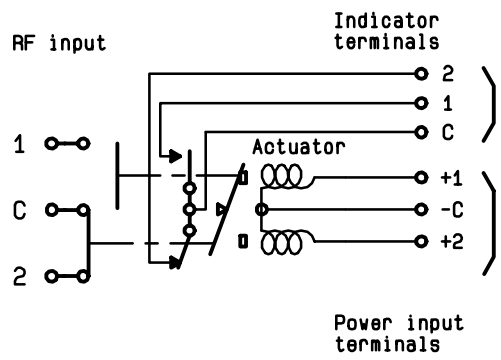 Indicator
terminals
RF input
2
1
C
Actuator
1
+1
C
-C
+2
2
Power input
terminals